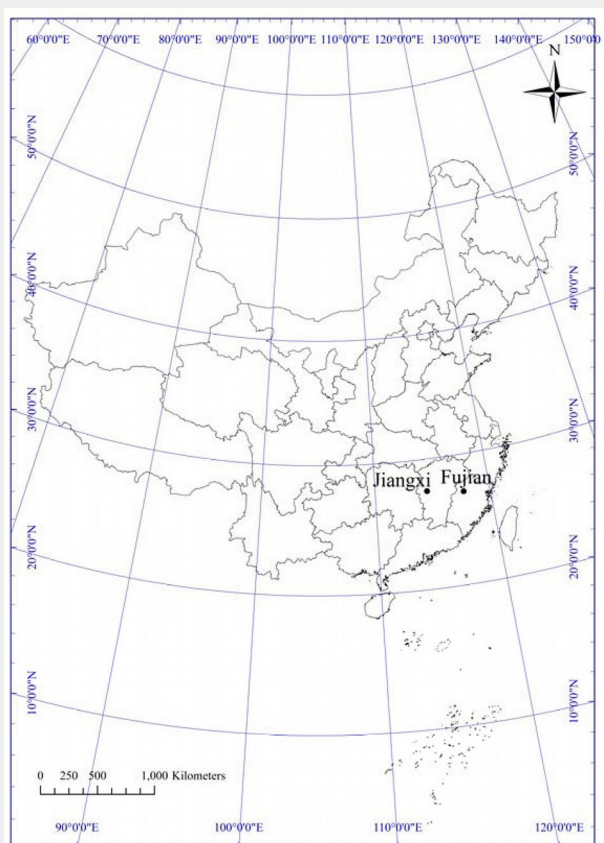 60°0'0"E 70°0'0"E 80°0'0"E 90°0'0"E 100°0'0"E 110°0'0"E 120°0'0"E 130°0'0"E 140°0'0"E 150°0'0"
N
50°0'0"N 50°0'0"N
40°0'0"N 40°0'0"N
30°0'0"N 30°0'0"N
Jiangxi Fujian
20°0'0"N 20°0'0"N
10°0'0"N 10°0'0"N
0 250 500 1,000 Kilometers
90°0'0"E 100°0'0"E 110°0'0"E 120°0'0"E